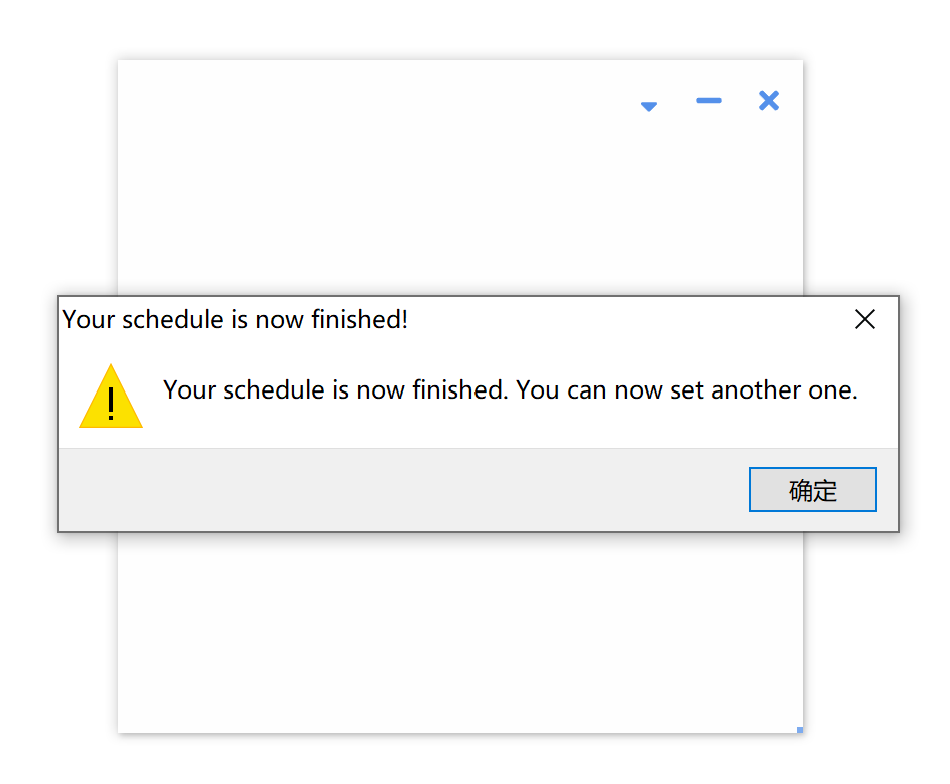 Your schedule is now finished!
Your schedule is now finished. You can now set another one.
确定